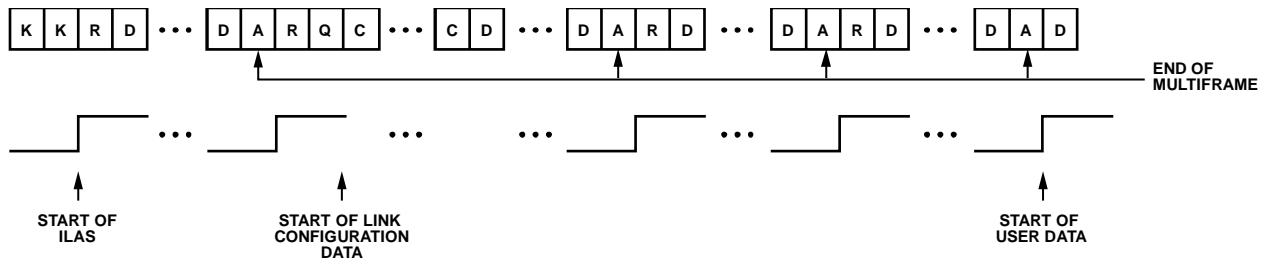 K K R D ••• D A R Q C ••• C D ••• D A R D ••• D A R D ••• D A D
END OF
MULTIFRAME
••• ••• ••• ••• •••
START OF
ILAS
START OF LINK
CONFIGURATION
DATA
START OF
USER DATA